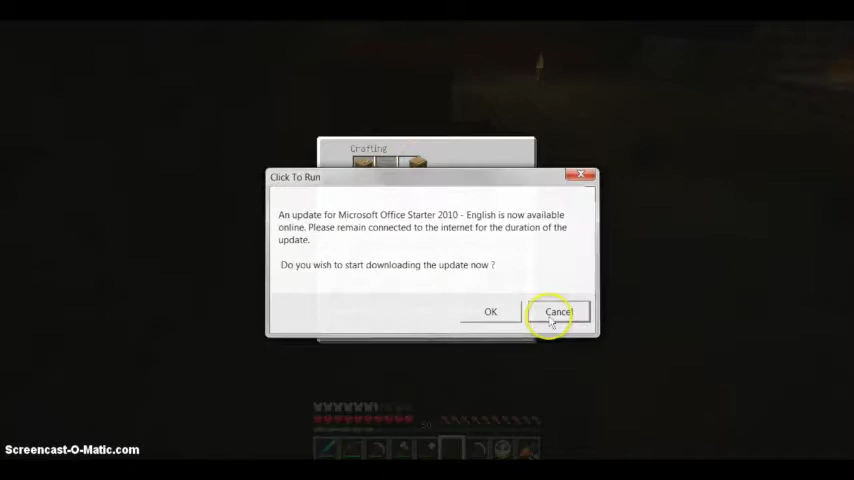 Crafting
Click To Run
An update for Microsoft Office Starter 2010 - English is now available
online. Please remain connected to the internet for the duration of the
update.
Do you wish to start downloading the update now ?
OK
Cancel
50
Screencast-O-Matic.com